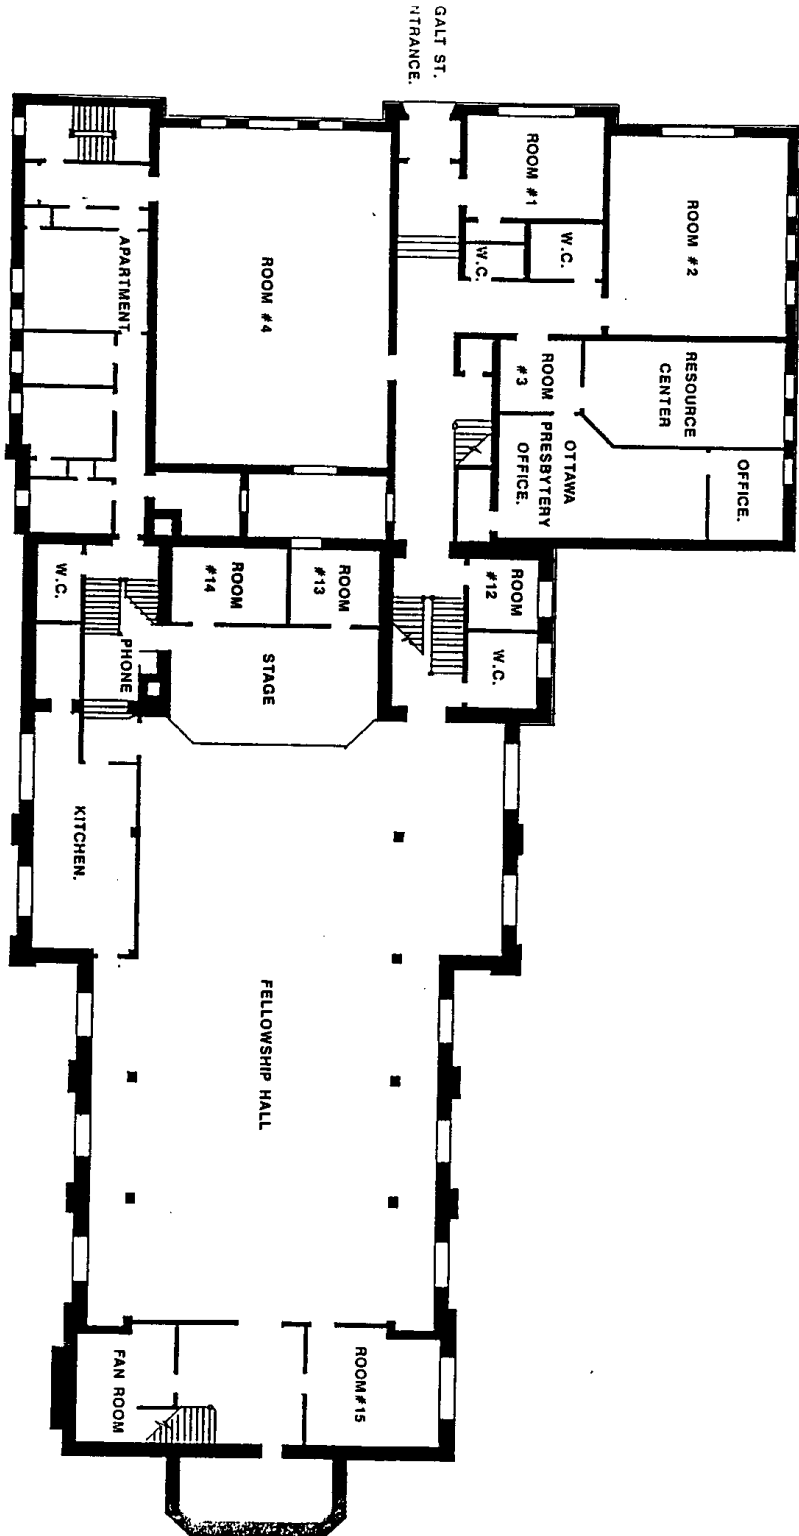 GALT ST.
NTRANCE.
ROOM #1
ROOM #2
W.C.
W.C.
APARTMENT.
ROOM #4
ROOM
#3
RESOURCE
CENTER
OTTAWA
PRESBYTERY
OFFICE.
OFFICE.
W.C.
ROOM
#14
ROOM
#13
ROOM
#12
W.C.
PHONE
STAGE
KITCHEN.
FELLOWSHIP HALL
FAN ROOM
ROOM #15